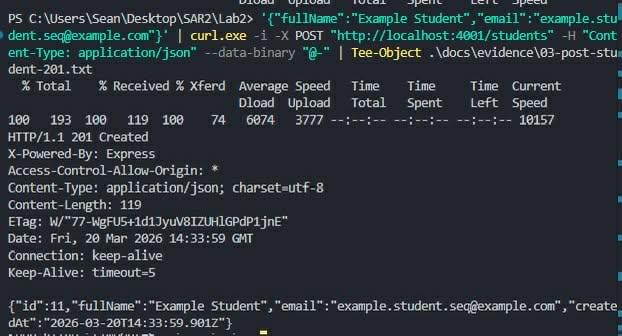 PS C:\Users\Sean\Desktop\SAR2\Lab2> '{"fullName":"Example Student","email":"example.stu
dent.seq@example.com"}' | curl.exe -i -X POST "http://localhost:4001/students" -H "Cont
ent-Type: application/json" --data-binary "@-" | Tee-Object .\docs\evidence\03-post-stu
dent-201.txt
  % Total    % Received % Xferd  Average Speed   Time    Time     Time  Current
                                 Dload  Upload   Total   Spent    Left  Speed
100   193  100   119  100    74   6074   3777 --:--:-- --:--:-- --:--:-- 10157
HTTP/1.1 201 Created
X-Powered-By: Express
Access-Control-Allow-Origin: *
Content-Type: application/json; charset=utf-8
Content-Length: 119
ETag: W/"77-WgFU5+1d1JyuV8IZUHlGPdP1jnE"
Date: Fri, 20 Mar 2026 14:33:59 GMT
Connection: keep-alive
Keep-Alive: timeout=5

{"id":11,"fullName":"Example Student","email":"example.student.seq@example.com","create
dAt":"2026-03-20T14:33:59.901Z"}